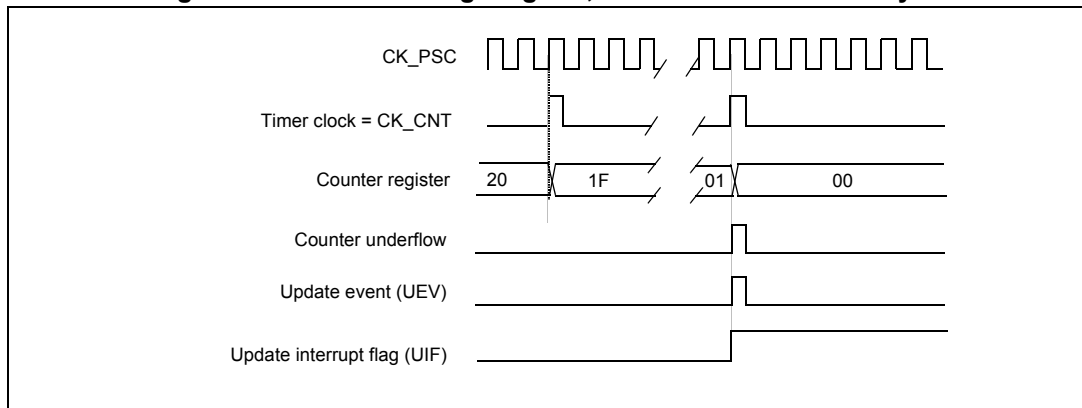 CK_PSC
Timer clock = CK_CNT
Counter register 20 1F 01 00
Counter underflow
Update event (UEV)
Update interrupt flag (UIF)